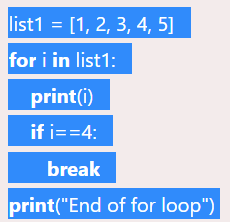 list1 = [1, 2, 3, 4, 5]
for i in list1:
    print(i)
    if i==4:
        break
print("End of for loop")